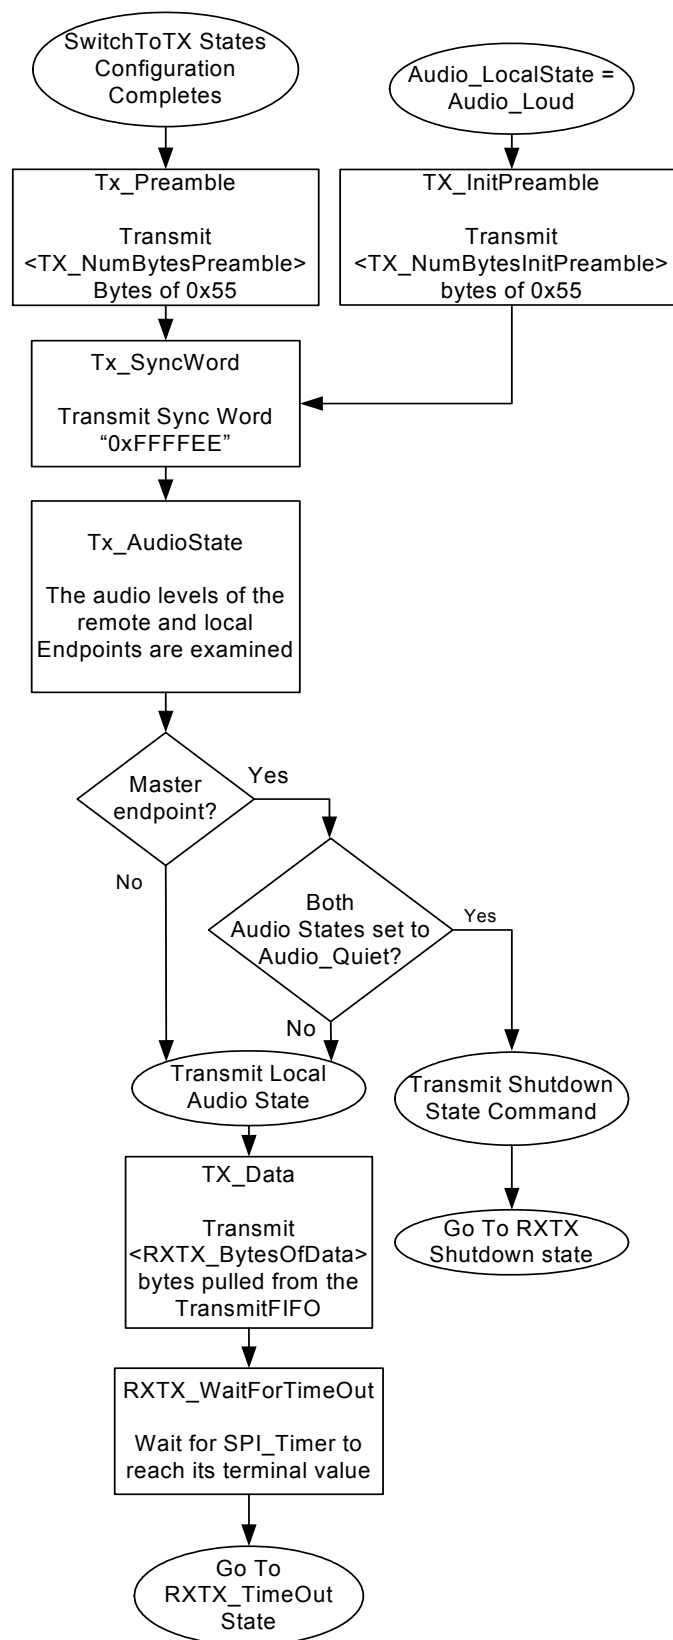 SwitchToTX States
Configuration
Completes
Audio_LocalState =
Audio_Loud
Tx_Preamble
Transmit
<TX_NumBytesPreamble>
Bytes of 0x55
TX_InitPreamble
Transmit
<TX_NumBytesInitPreamble>
bytes of 0x55
Tx_SyncWord
Transmit Sync Word
“0xFFFFEE”
Tx_AudioState
The audio levels of the
remote and local
Endpoints are examined
Master
endpoint?
Yes
No
Both
Audio States set to
Audio_Quiet?
Yes
No
Transmit Local
Audio State
Transmit Shutdown
State Command
TX_Data
Transmit
<RXTX_BytesOfData>
bytes pulled from the
TransmitFIFO
Go To RXTX
Shutdown state
RXTX_WaitForTimeOut
Wait for SPI_Timer to
reach its terminal value
Go To
RXTX_TimeOut
State